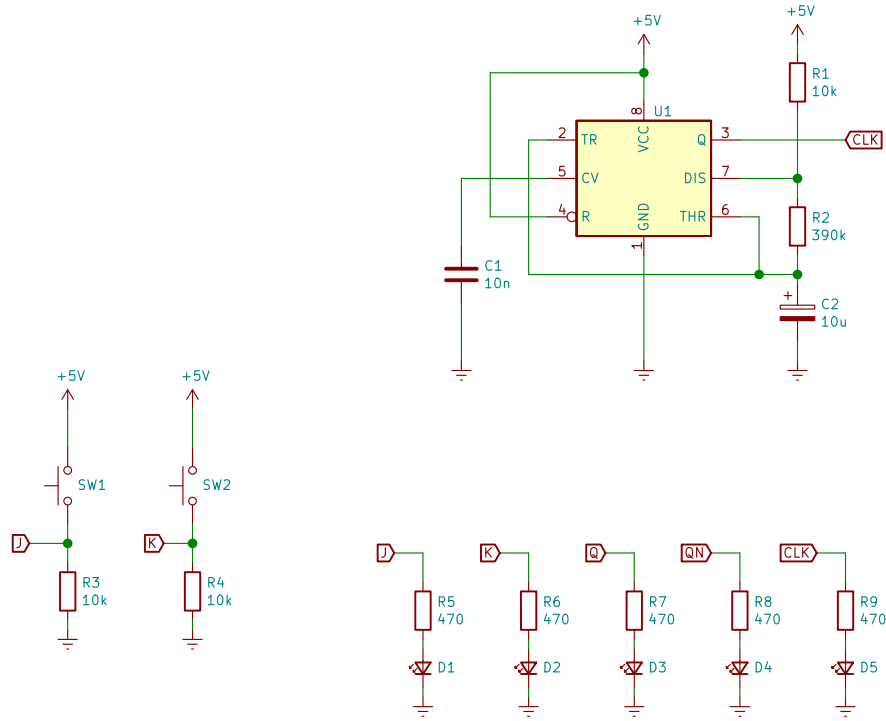 +5V
+5V
R1
10k
U1
8
VCC
2
TR
Q
3
CLK
5
CV
DIS
7
4
R
THR
6
GND
1
R2
390k
C1
10n
+
C2
10u
+5V
+5V
SW1
SW2
J
K
R3
10k
R4
10k
J
K
Q
QN
CLK
R5
470
R6
470
R7
470
R8
470
R9
470
D1
D2
D3
D4
D5